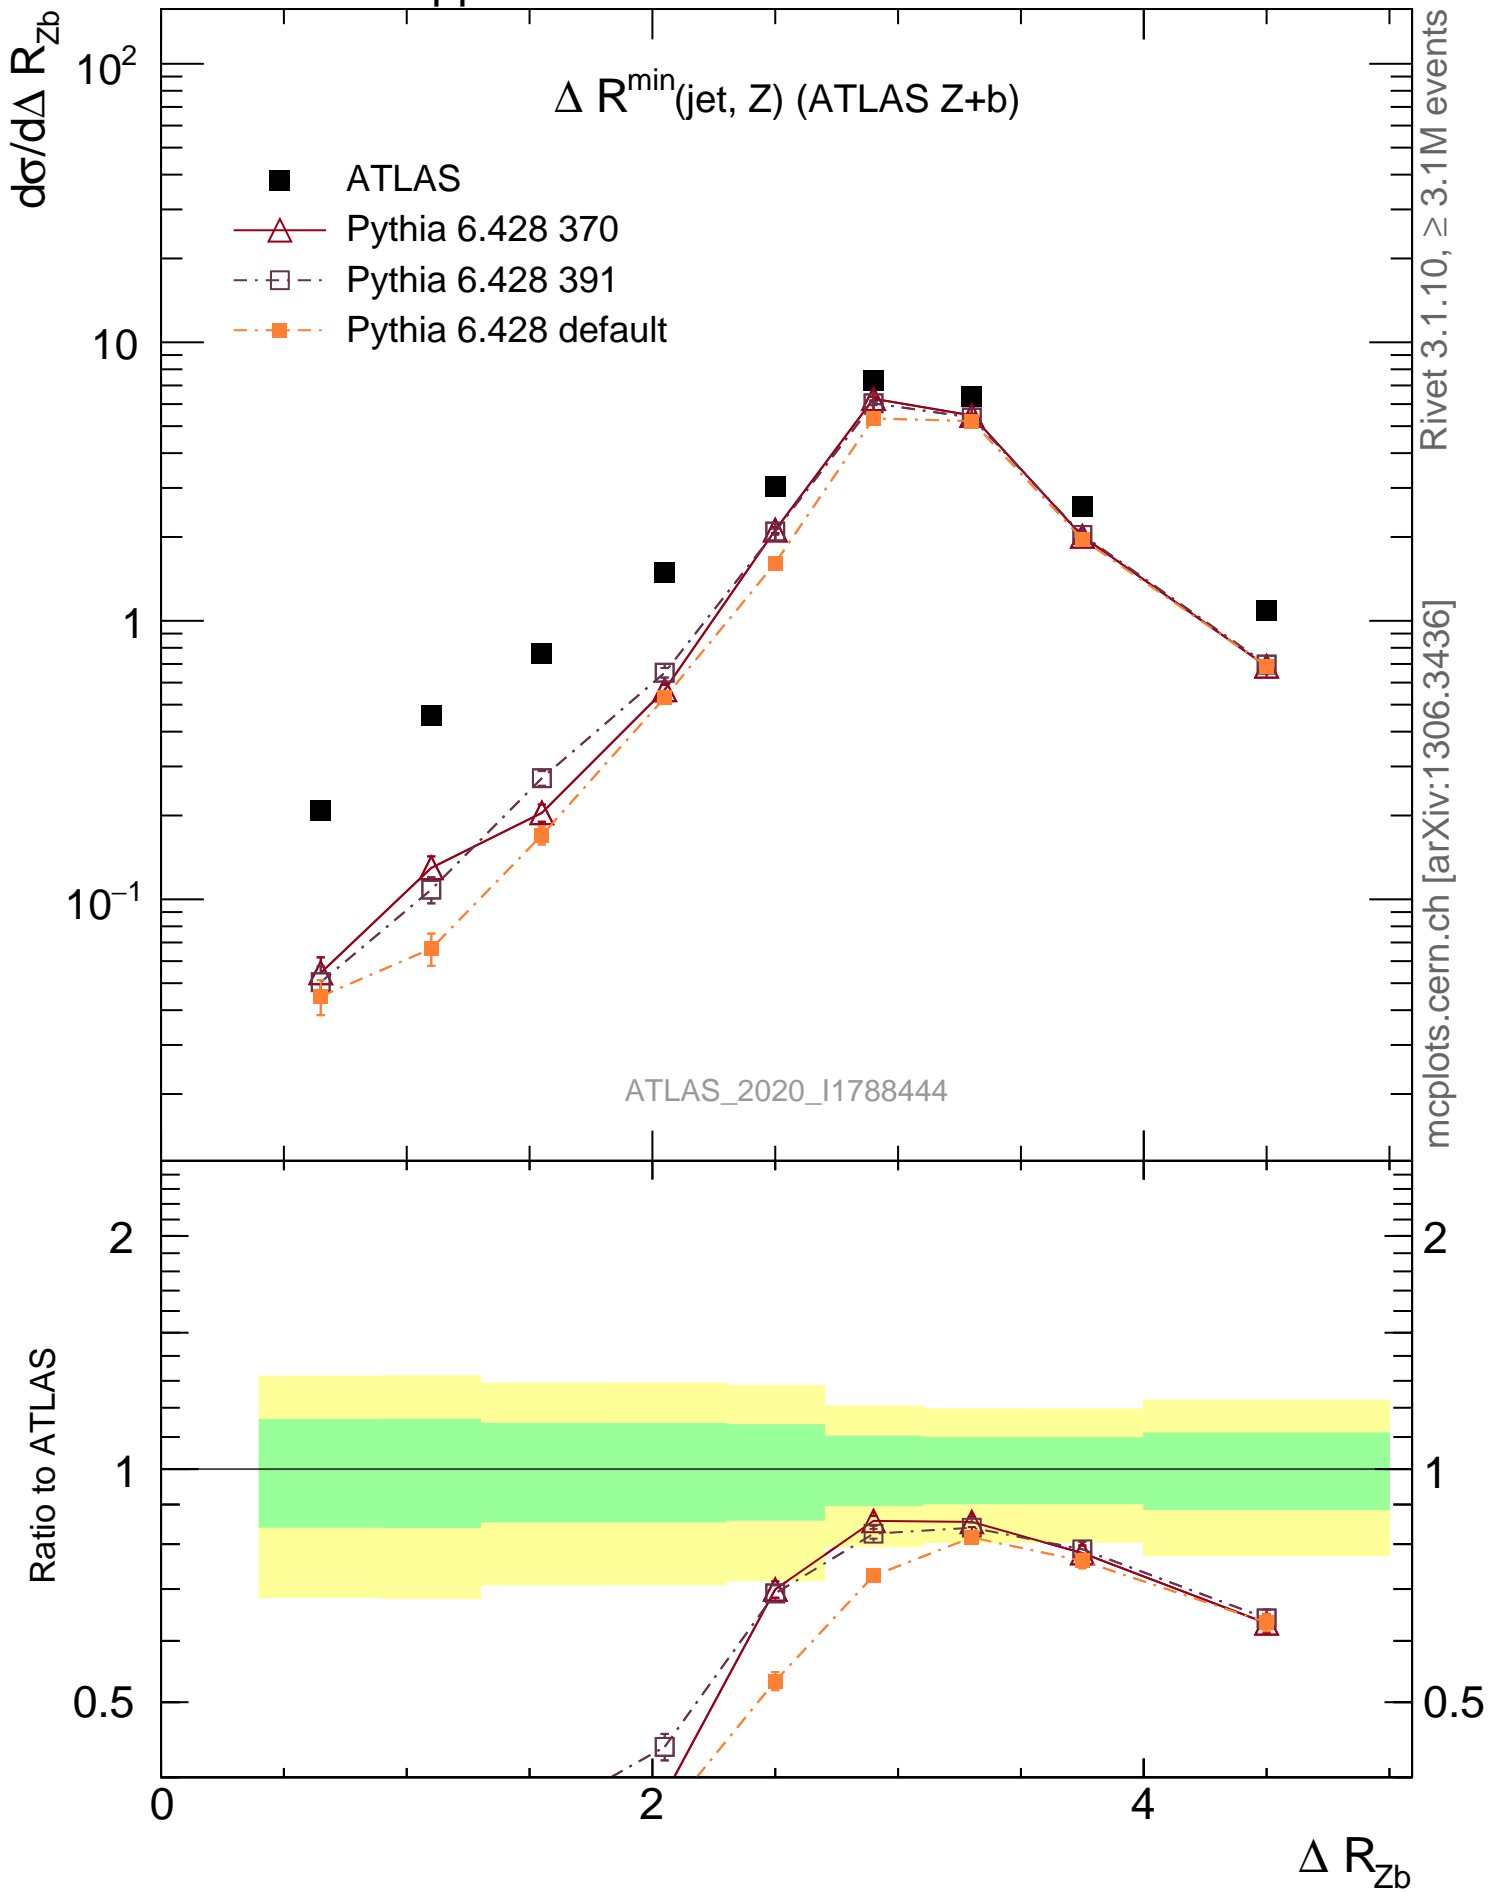 dσ/dΔ R_Zb
Δ R^min(jet, Z) (ATLAS Z+b)
ATLAS
Pythia 6.428 370
Pythia 6.428 391
Pythia 6.428 default
10²
10
1
10⁻¹
ATLAS_2020_I1788444
Rivet 3.1.10, ≥ 3.1M events
mcplots.cern.ch [arXiv:1306.3436]
Ratio to ATLAS
2
1
0.5
2
1
0.5
0
2
4
Δ R_Zb